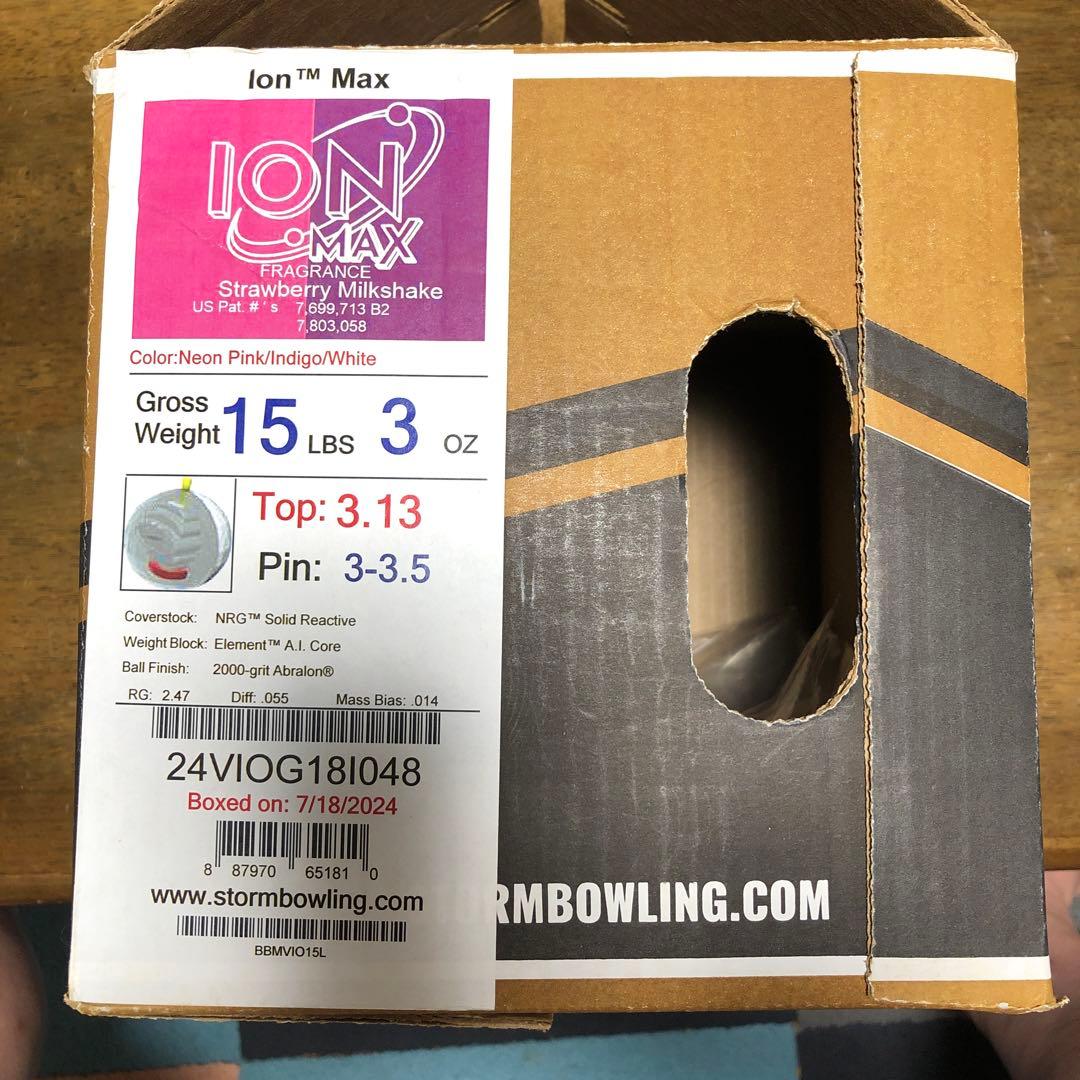 Ion™ Max
ION
MAX
FRAGRANCE
Strawberry Milkshake
US Pat. # ' s 7,699,713 B2
7,803,058
Color:Neon Pink/Indigo/White
Gross
Weight 15 LBS 3 OZ
Top: 3.13
Pin: 3-3.5
Coverstock: NRG™ Solid Reactive
Weight Block: Element™ A.I. Core
Ball Finish: 2000-grit Abralon®
RG: 2.47 Diff: .055 Mass Bias: .014
24VIOG18I048
Boxed on: 7/18/2024
8 87970 65181 0
www.stormbowling.com
BBMVIO15L
RMBOWLING.COM